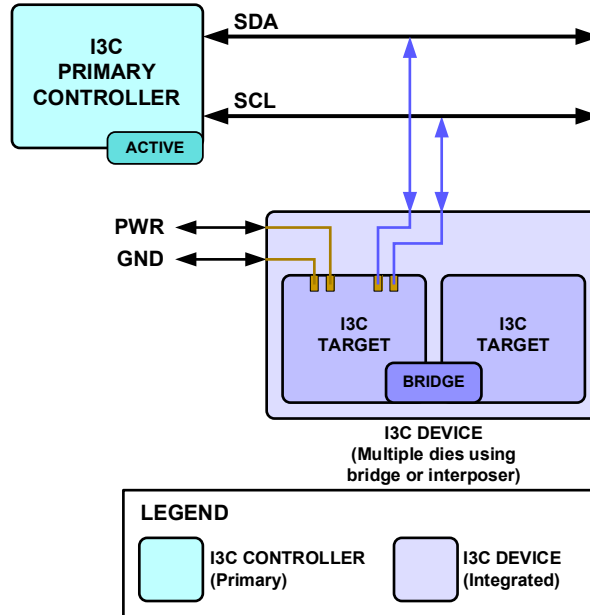 I3C
PRIMARY
CONTROLLER
ACTIVE
SDA
SCL
PWR
GND
I3C
TARGET
I3C
TARGET
BRIDGE
I3C DEVICE
(Multiple dies using
bridge or interposer)
LEGEND
I3C CONTROLLER
(Primary)
I3C DEVICE
(Integrated)